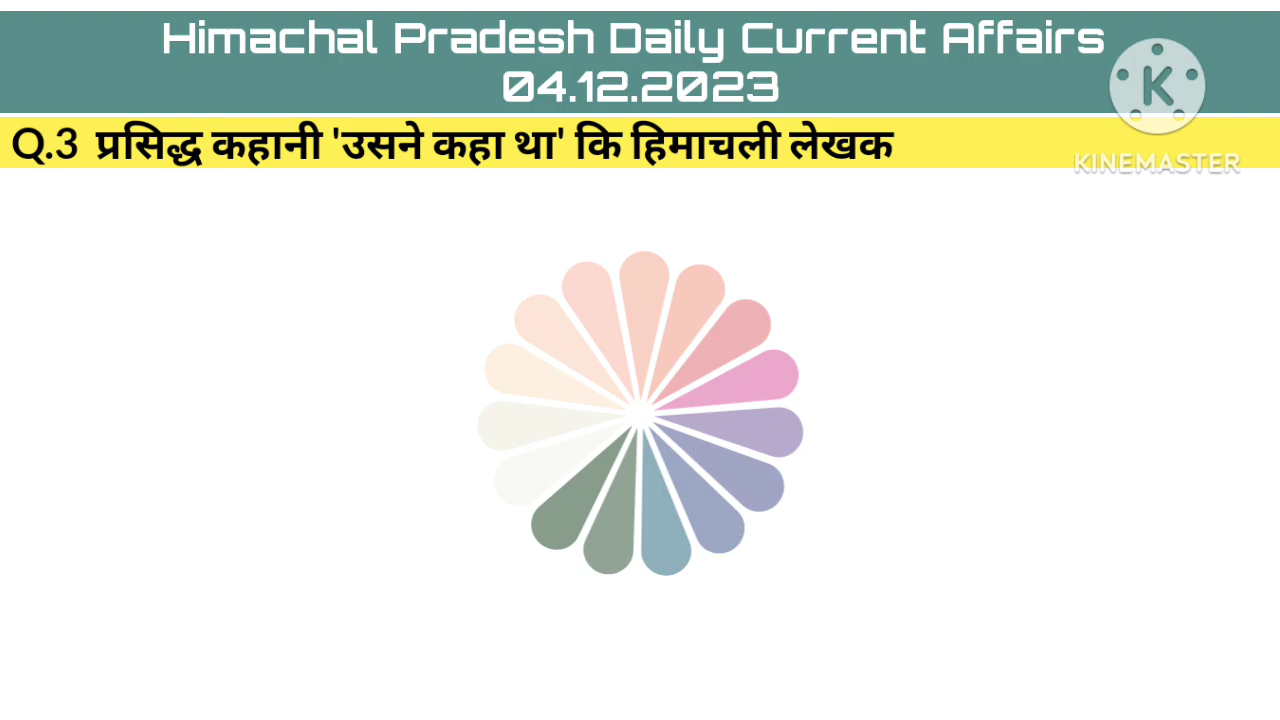 Himachal Pradesh Daily Current Affairs
04.12.2023
Q.3 प्रसिद्ध कहानी 'उसने कहा था' कि हिमाचली लेखक
K
KINEMASTER